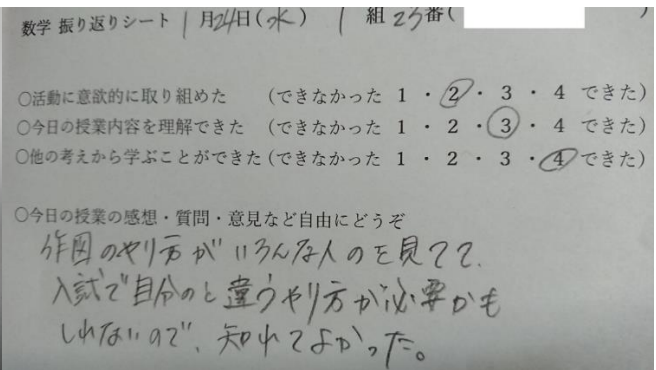 数学 振り返りシート 1月24日(水) 1 組 23番( )
○活動に意欲的に取り組めた (できなかった 1 ・ 2 ・ 3 ・ 4 できた)
○今日の授業内容を理解できた (できなかった 1 ・ 2 ・ 3 ・ 4 できた)
○他の考えから学ぶことができた(できなかった 1 ・ 2 ・ 3 ・ 4 できた)
○今日の授業の感想・質問・意見など自由にどうぞ
作図のやり方がいろんな人のを見てて、
入試で自分のと違うやり方が必要かも
しれないので、知れてよかった。